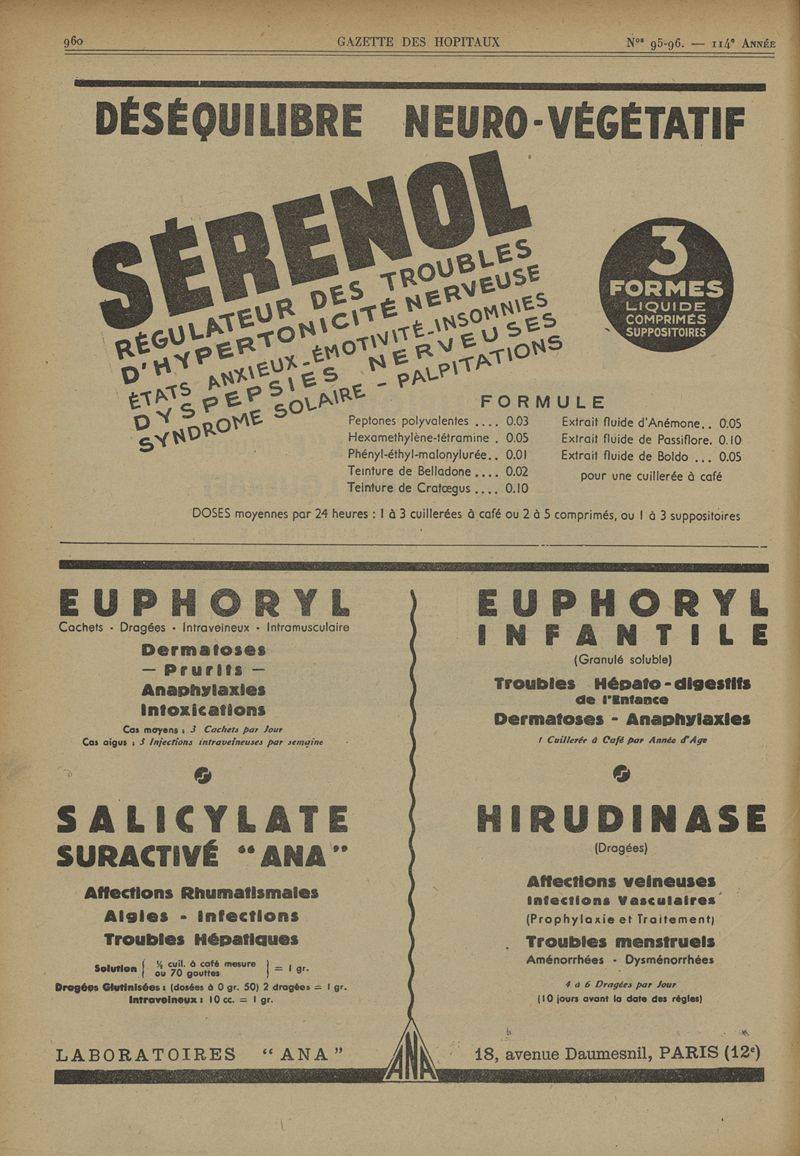 960
GAZETTE DES HOPITAUX
Nos 95-96. — 114e ANNÉE
DÉSÉQUILIBRE NEURO-VÉGÉTATIF
SÉRENOL
RÉGULATEUR DES TROUBLES
D'HYPERTONICITÉ NERVEUSE
ÉTATS ANXIEUX_ÉMOTIVITÉ_INSOMNIES
DYSPEPSIES NERVEUSES
SYNDROME SOLAIRE - PALPITATIONS
3
FORMES
LIQUIDE
COMPRIMÉS
SUPPOSITOIRES
FORMULE
Peptones polyvalentes .... 0.03
Hexamethylène-tétramine . 0.05
Phényl-éthyl-malonylurée.. 0.01
Teinture de Belladone .... 0.02
Teinture de Cratœgus .... 0.10
Extrait fluide d'Anémone.. 0.05
Extrait fluide de Passiflore. 0.10
Extrait fluide de Boldo ... 0.05
pour une cuillerée à café
DOSES moyennes par 24 heures : 1 à 3 cuillerées à café ou 2 à 5 comprimés, ou 1 à 3 suppositoires
EUPHORYL
Cachets - Dragées - Intraveineux - Intramusculaire
Dermatoses
— Prurits —
Anaphylaxies
Intoxications
Cas moyens : 3 Cachets par Jour
Cas aigus : 3 Injections intraveineuses par semaine
SALICYLATE
SURACTIVÉ "ANA"
Affections Rhumatismales
Algies - Infections
Troubles Hépatiques
Solution { ½ cuil. à café mesure
ou 70 gouttes } = 1 gr.
Dragées Glutinisées : (dosées à 0 gr. 50) 2 dragées = 1 gr.
Intraveineux : 10 cc. = 1 gr.
EUPHORYL
INFANTILE
(Granulé soluble)
Troubles Hépato-digestifs
de l'Enfance
Dermatoses - Anaphylaxies
1 Cuillerée à Café par Année d'Age
HIRUDINASE
(Dragées)
Affections veineuses
Infections Vasculaires
(Prophylaxie et Traitement)
Troubles menstruels
Aménorrhées - Dysménorrhées
4 à 6 Dragées par Jour
(10 jours avant la date des règles)
LABORATOIRES "ANA"
ANA
18, avenue Daumesnil, PARIS (12e)